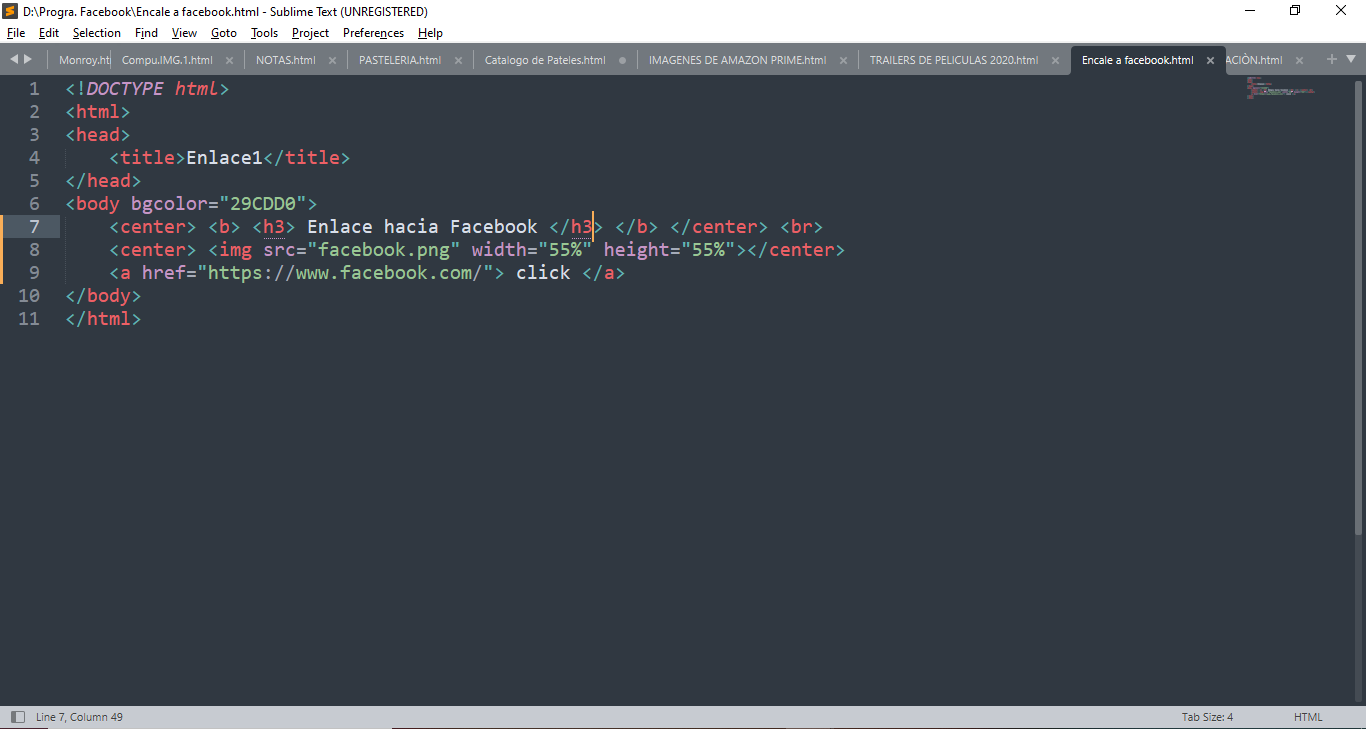 D:\Progra. Facebook\Encale a facebook.html - Sublime Text (UNREGISTERED)
File Edit Selection Find View Goto Tools Project Preferences Help
Monroy.ht Compu.IMG.1.html NOTAS.html PASTELERIA.html Catalogo de Pateles.html IMAGENES DE AMAZON PRIME.html TRAILERS DE PELICULAS 2020.html Encale a facebook.html ACIÒN.html
1 <!DOCTYPE html>
2 <html>
3 <head>
4 <title>Enlace1</title>
5 </head>
6 <body bgcolor="29CDD0">
7 <center> <b> <h3> Enlace hacia Facebook </h3> </b> </center> <br>
8 <center> <img src="facebook.png" width="55%" height="55%"></center>
9 <a href="https://www.facebook.com/"> click </a>
10 </body>
11 </html>
Line 7, Column 49 Tab Size: 4 HTML